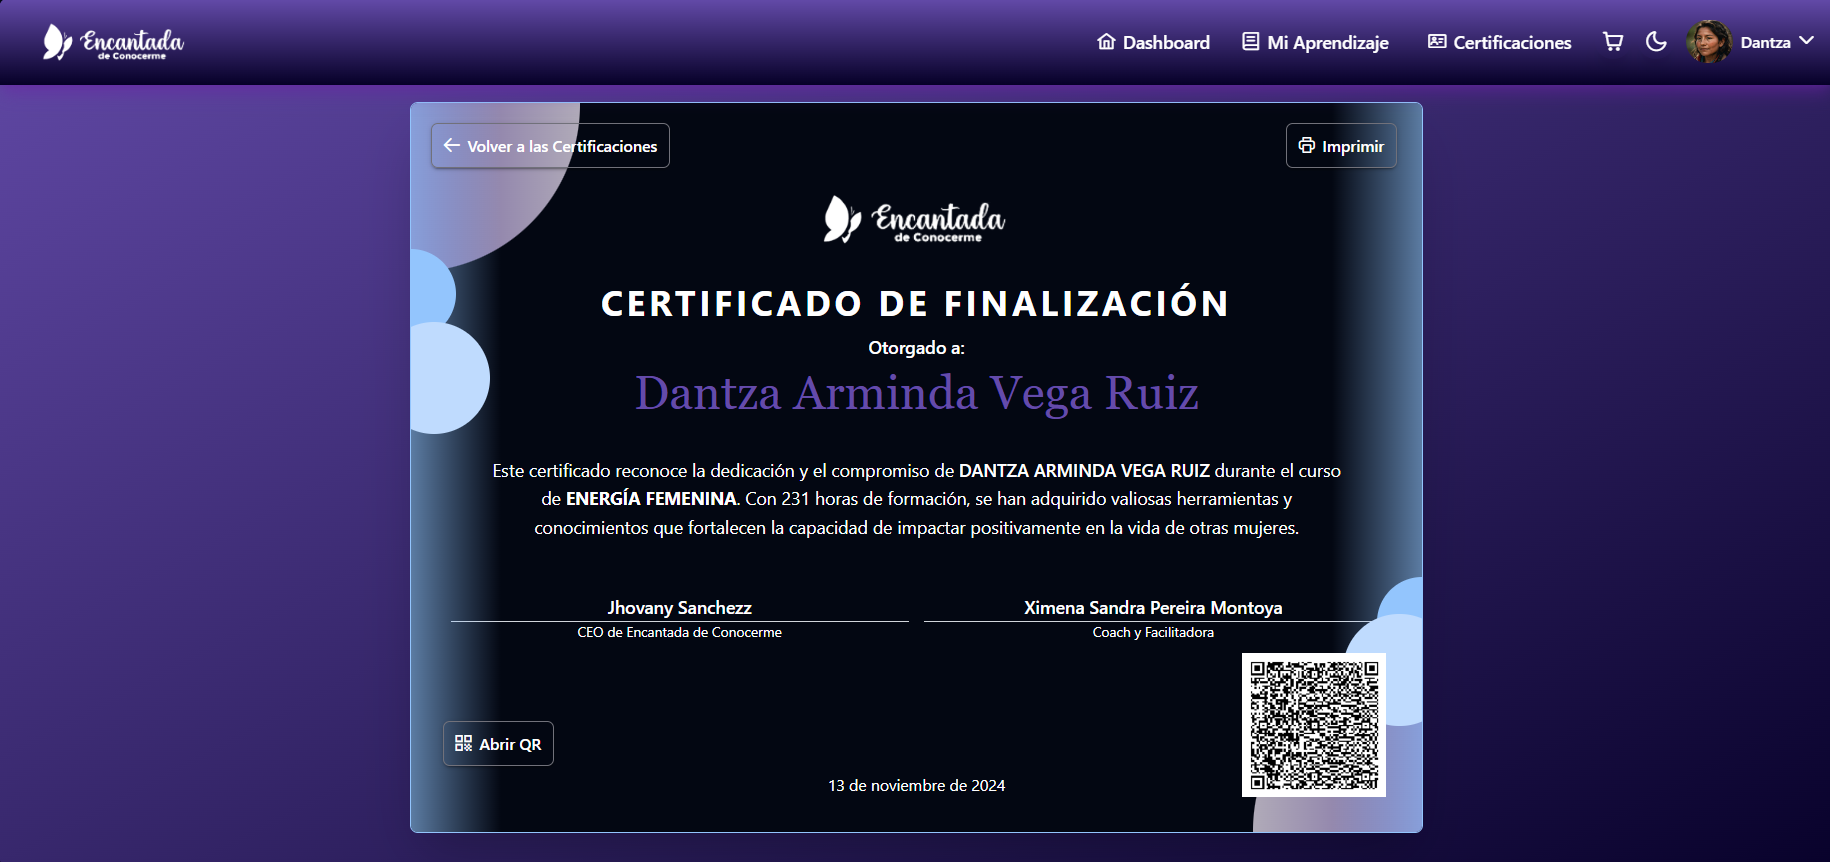 Encantada
de Conocerme
Dashboard
Mi Aprendizaje
Certificaciones
Dantza
Volver a las Certificaciones
Imprimir
Encantada
de Conocerme
CERTIFICADO DE FINALIZACIÓN
Otorgado a:
Dantza Arminda Vega Ruiz
Este certificado reconoce la dedicación y el compromiso de DANTZA ARMINDA VEGA RUIZ durante el curso
de ENERGÍA FEMENINA. Con 231 horas de formación, se han adquirido valiosas herramientas y
conocimientos que fortalecen la capacidad de impactar positivamente en la vida de otras mujeres.
Jhovany Sanchezz
CEO de Encantada de Conocerme
Ximena Sandra Pereira Montoya
Coach y Facilitadora
Abrir QR
13 de noviembre de 2024